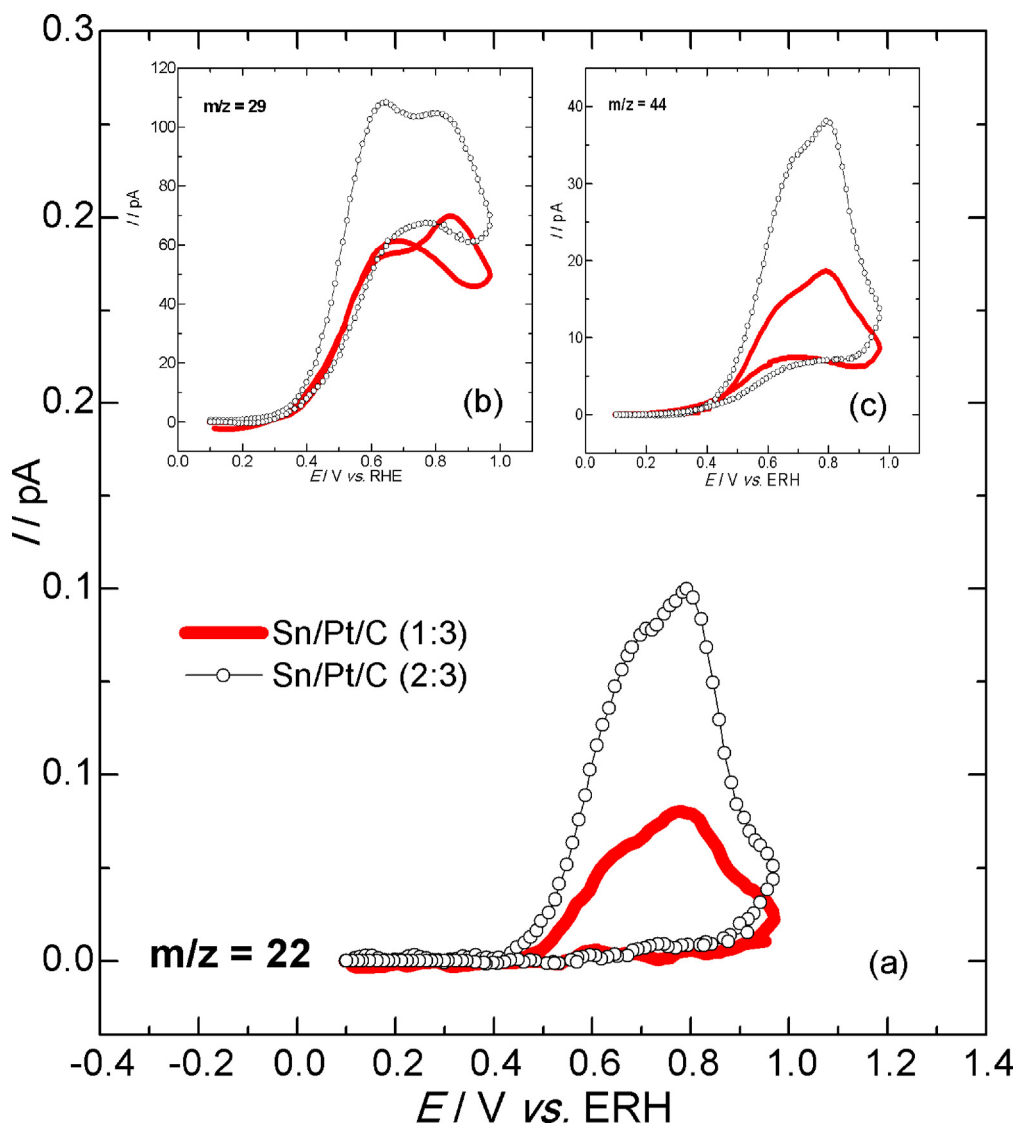 0.3
0.2
0.2
0.1
0.1
0.0
I / pA
-0.4 -0.2 0.0 0.2 0.4 0.6 0.8 1.0 1.2 1.4
E / V vs. ERH
120
100
80
60
40
20
0
I / pA
m/z = 29
(b)
0.0 0.2 0.4 0.6 0.8 1.0
E / V vs. RHE
40
30
20
10
0
I / pA
m/z = 44
(c)
0.0 0.2 0.4 0.6 0.8 1.0
E / V vs. ERH
Sn/Pt/C (1:3)
Sn/Pt/C (2:3)
m/z = 22
(a)